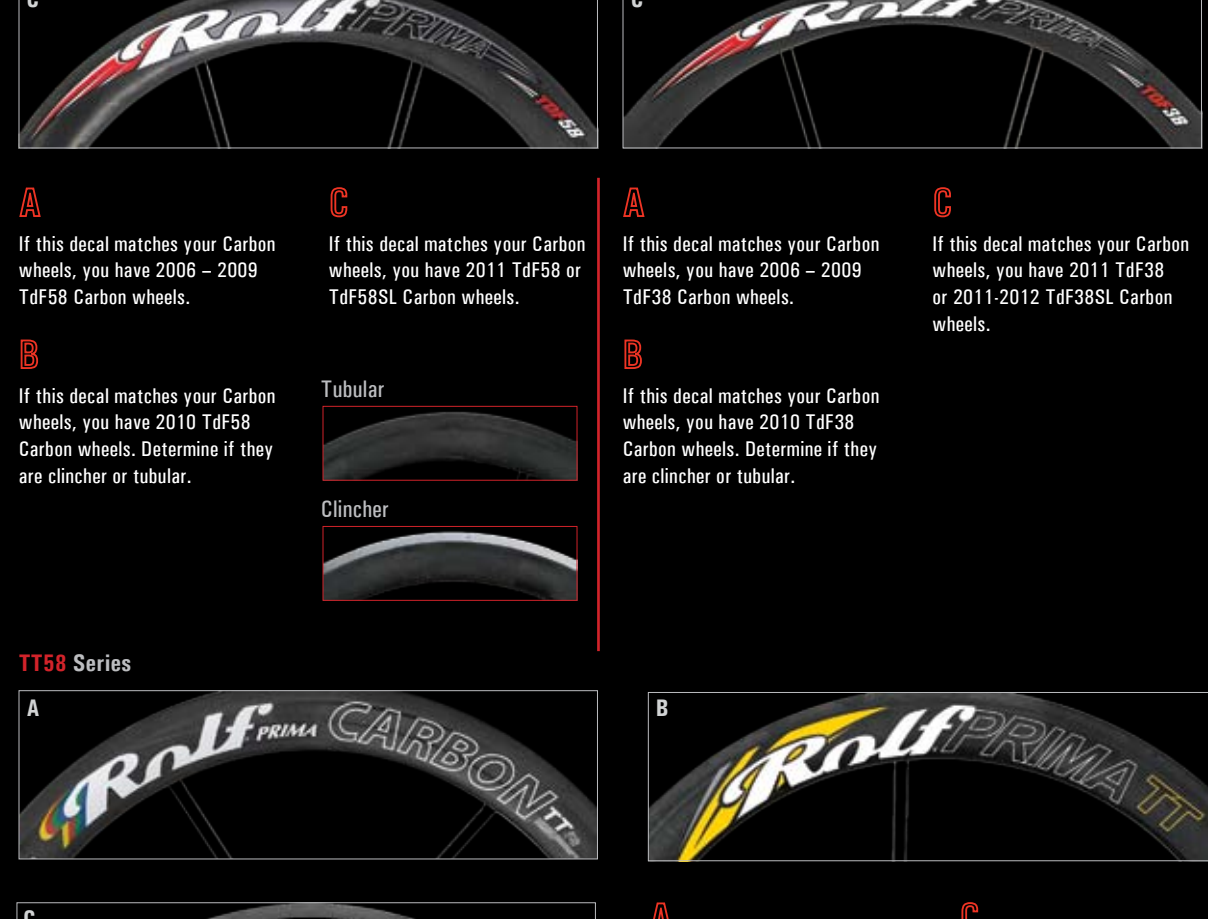 C
Rolf PRIMA
TDF58
C
Rolf PRIMA
TDF38
A
If this decal matches your Carbon
wheels, you have 2006 – 2009
TdF58 Carbon wheels.
B
If this decal matches your Carbon
wheels, you have 2010 TdF58
Carbon wheels. Determine if they
are clincher or tubular.
C
If this decal matches your Carbon
wheels, you have 2011 TdF58 or
TdF58SL Carbon wheels.
Tubular
Clincher
A
If this decal matches your Carbon
wheels, you have 2006 – 2009
TdF38 Carbon wheels.
B
If this decal matches your Carbon
wheels, you have 2010 TdF38
Carbon wheels. Determine if they
are clincher or tubular.
C
If this decal matches your Carbon
wheels, you have 2011 TdF38
or 2011-2012 TdF38SL Carbon
wheels.
TT58 Series
A
Rolf PRIMA CARBON
B
Rolf PRIMA TT
C
A
C